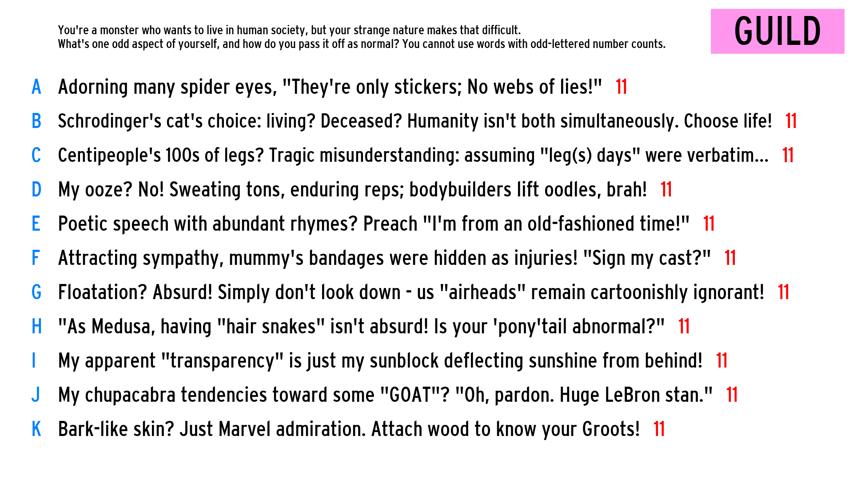 You're a monster who wants to live in human society, but your strange nature makes that difficult.
What's one odd aspect of yourself, and how do you pass it off as normal? You cannot use words with odd-lettered number counts.
GUILD
A Adorning many spider eyes, "They're only stickers; No webs of lies!" 11
B Schrodinger's cat's choice: living? Deceased? Humanity isn't both simultaneously. Choose life! 11
C Centipeople's 100s of legs? Tragic misunderstanding: assuming "leg(s) days" were verbatim... 11
D My ooze? No! Sweating tons, enduring reps; bodybuilders lift oodles, brah! 11
E Poetic speech with abundant rhymes? Preach "I'm from an old-fashioned time!" 11
F Attracting sympathy, mummy's bandages were hidden as injuries! "Sign my cast?" 11
G Floatation? Absurd! Simply don't look down - us "airheads" remain cartoonishly ignorant! 11
H "As Medusa, having "hair snakes" isn't absurd! Is your 'pony'tail abnormal?" 11
I My apparent "transparency" is just my sunblock deflecting sunshine from behind! 11
J My chupacabra tendencies toward some "GOAT"? "Oh, pardon. Huge LeBron stan." 11
K Bark-like skin? Just Marvel admiration. Attach wood to know your Groots! 11